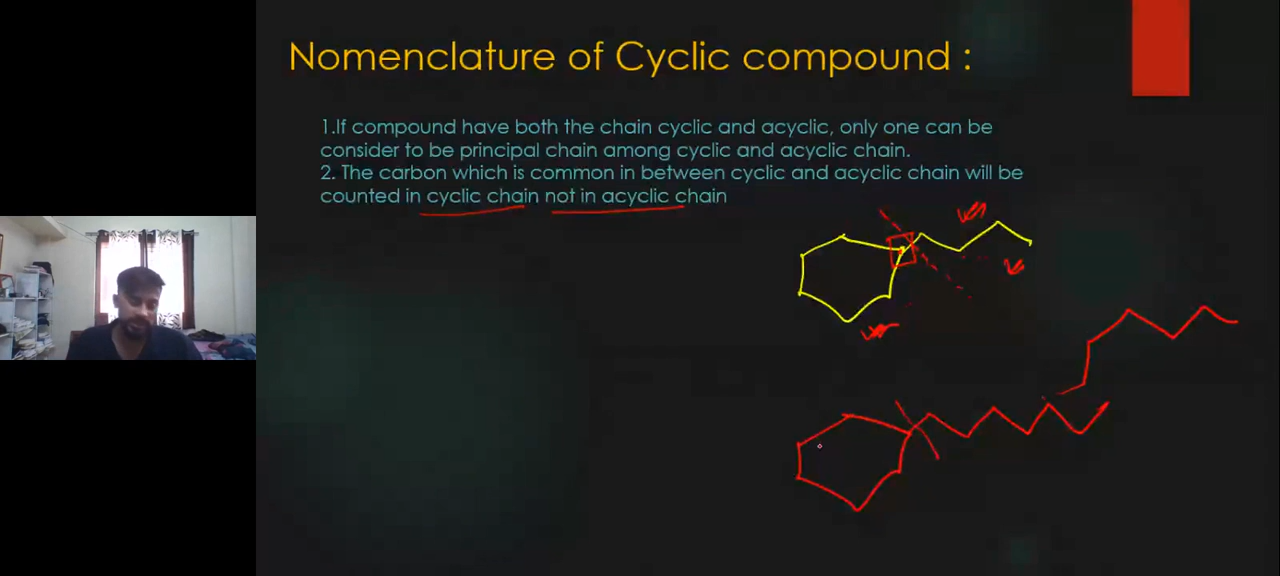 Nomenclature of Cyclic compound :
1.If compound have both the chain cyclic and acyclic, only one can be
consider to be principal chain among cyclic and acyclic chain.
2. The carbon which is common in between cyclic and acyclic chain will be
counted in cyclic chain not in acyclic chain